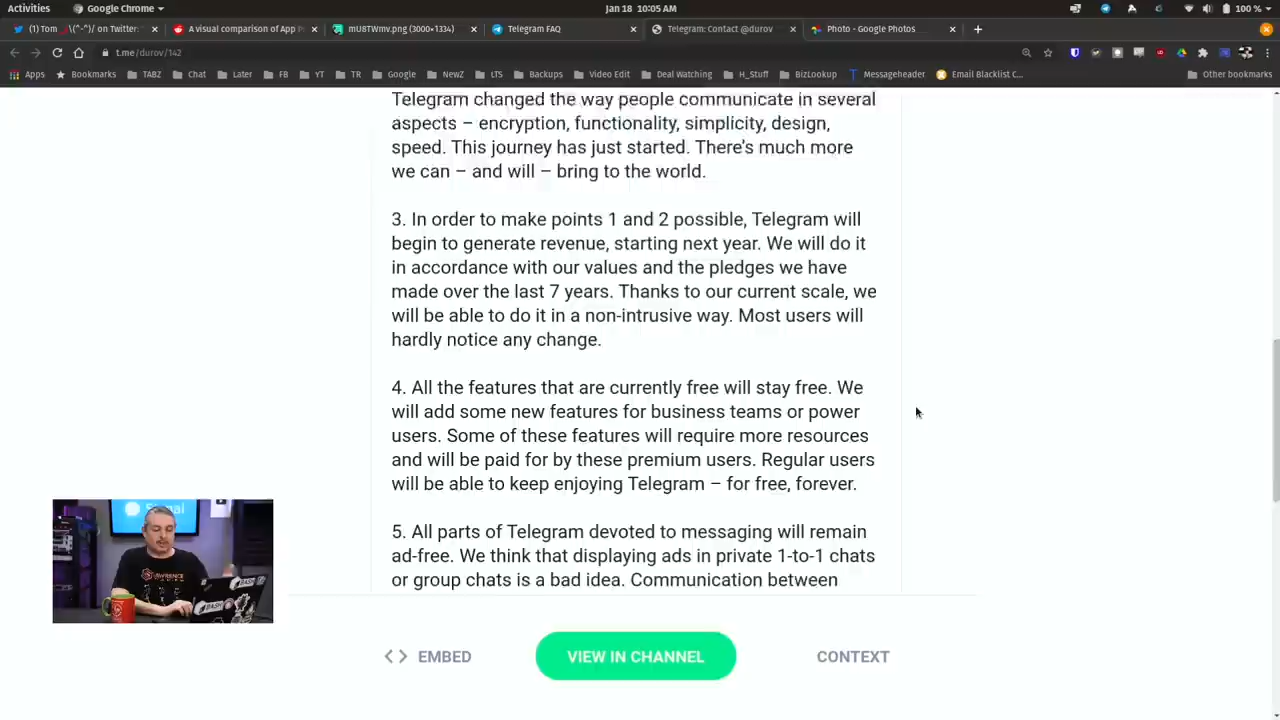 Activities
Google Chrome
Jan 18 10:05 AM
100 %
(1) Tom _/\(^-^)/ on Twitter:
A visual comparison of App P
mU8TWmv.png (3000×1334)
Telegram FAQ
Telegram: Contact @durov
Photo - Google Photos
t.me/durov/142
Apps
Bookmarks
TABZ
Chat
Later
FB
YT
TR
Google
NewZ
LTS
Backups
Video Edit
Deal Watching
H_Stuff
BizLookup
Messageheader
Email Blacklist C...
Other bookmarks
Telegram changed the way people communicate in several
aspects – encryption, functionality, simplicity, design,
speed. This journey has just started. There's much more
we can – and will – bring to the world.
3. In order to make points 1 and 2 possible, Telegram will
begin to generate revenue, starting next year. We will do it
in accordance with our values and the pledges we have
made over the last 7 years. Thanks to our current scale, we
will be able to do it in a non-intrusive way. Most users will
hardly notice any change.
4. All the features that are currently free will stay free. We
will add some new features for business teams or power
users. Some of these features will require more resources
and will be paid for by these premium users. Regular users
will be able to keep enjoying Telegram – for free, forever.
5. All parts of Telegram devoted to messaging will remain
ad-free. We think that displaying ads in private 1-to-1 chats
or group chats is a bad idea. Communication between
Signal
LAWRENCE
BASH
BASH
EMBED
VIEW IN CHANNEL
CONTEXT